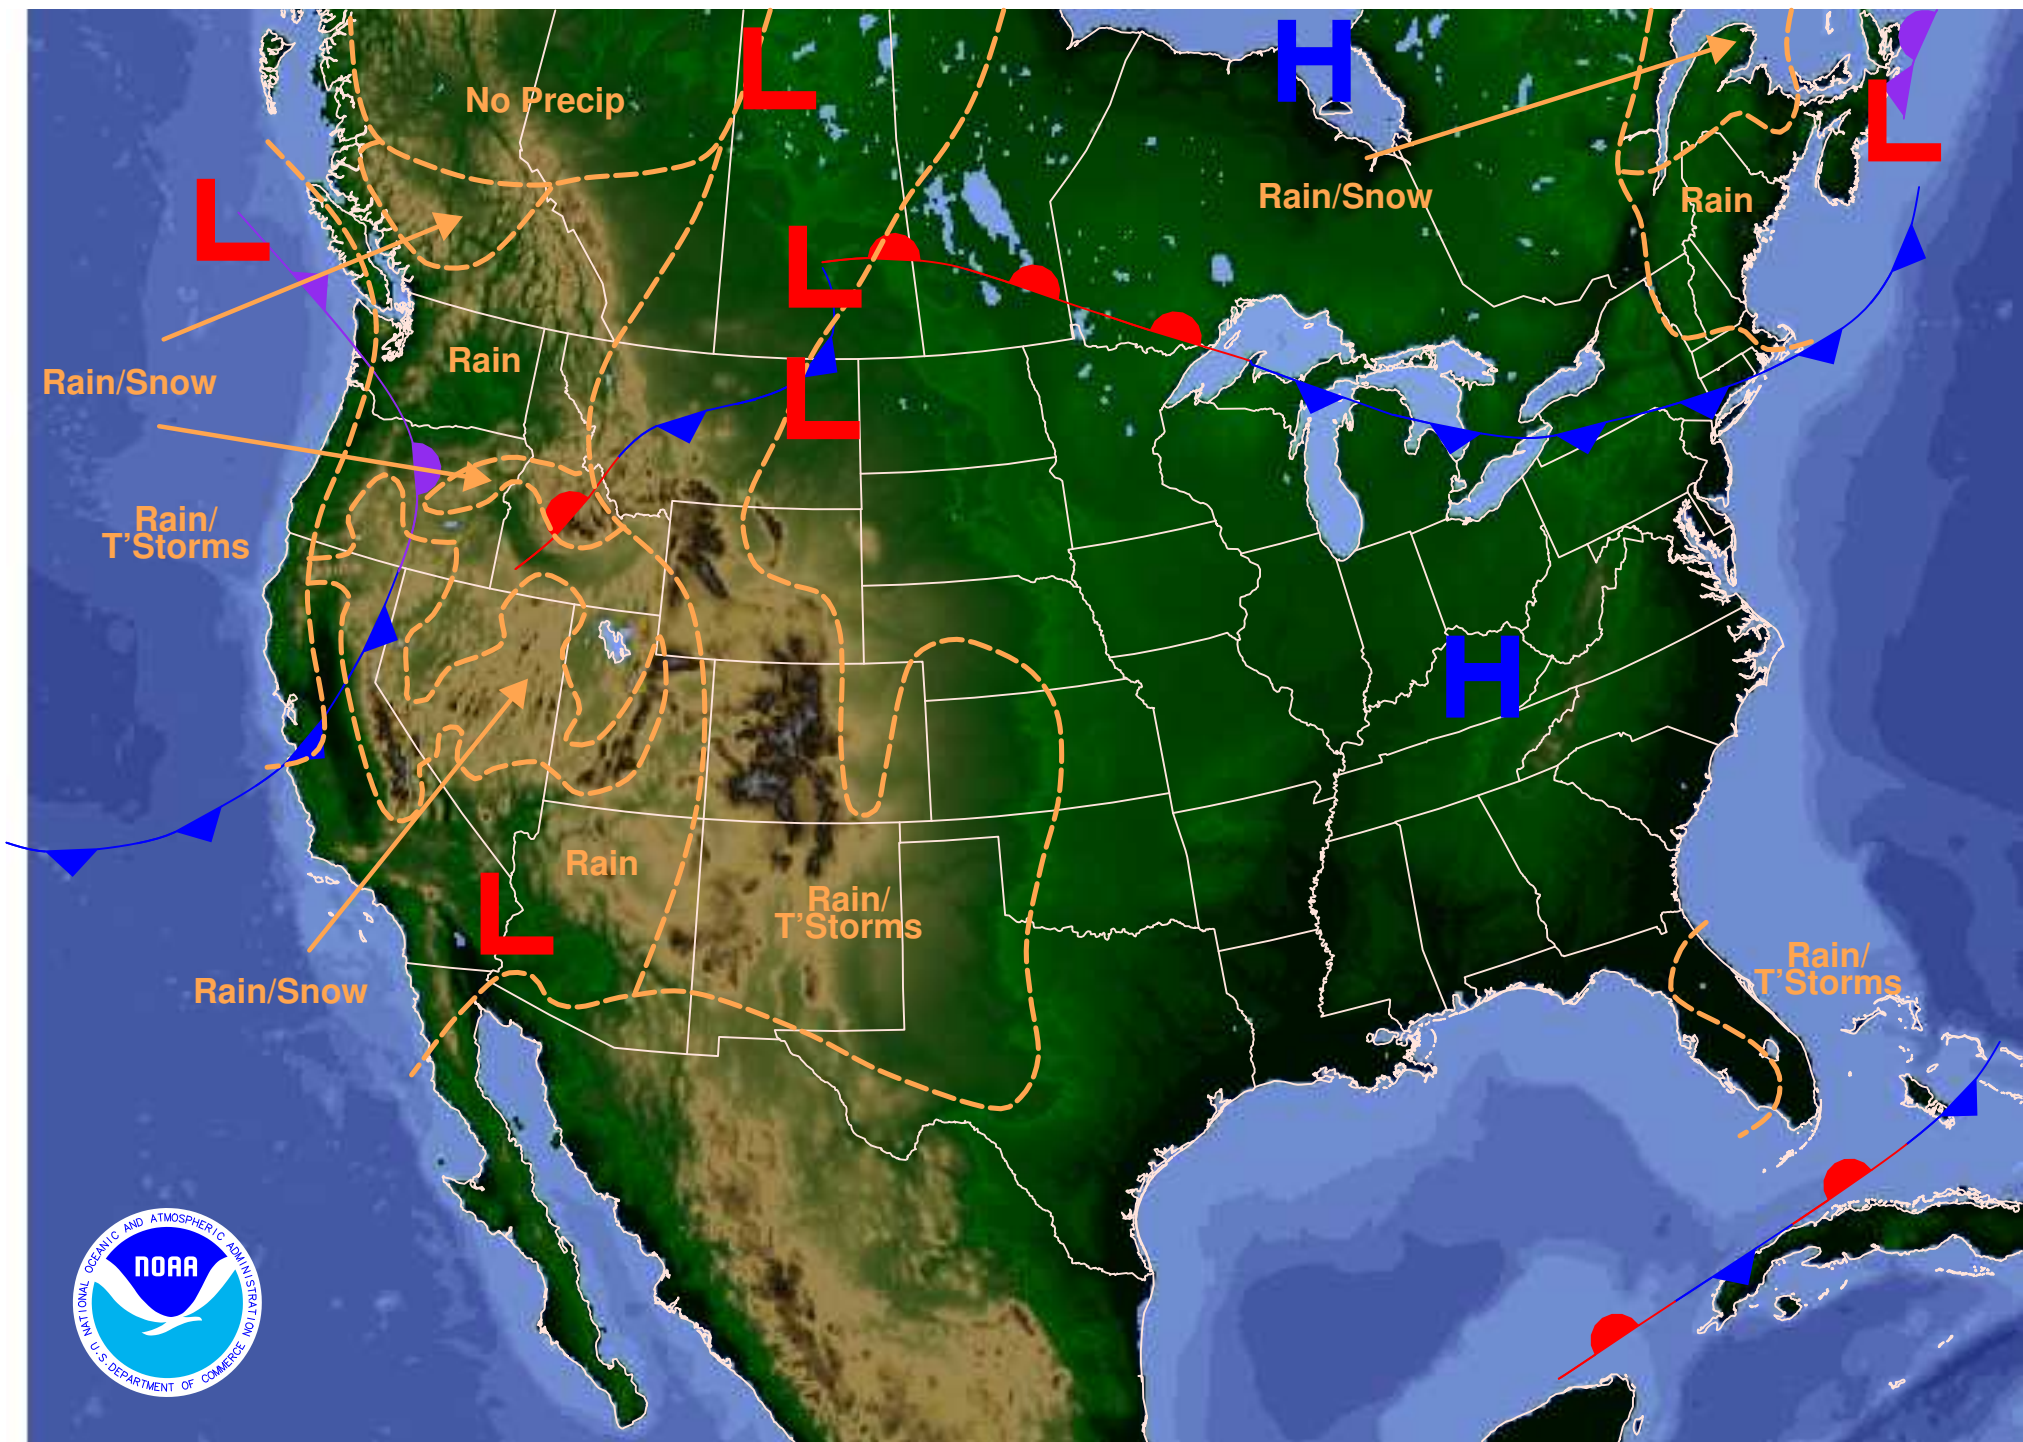 L
H
No Precip
L
Rain/Snow
Rain
L
L
Rain
L
Rain/Snow
Rain/
T'Storms
H
Rain
L
Rain/
T'Storms
Rain/
T'Storms
Rain/Snow
NATIONAL OCEANIC AND ATMOSPHERIC ADMINISTRATION
NOAA
U.S. DEPARTMENT OF COMMERCE